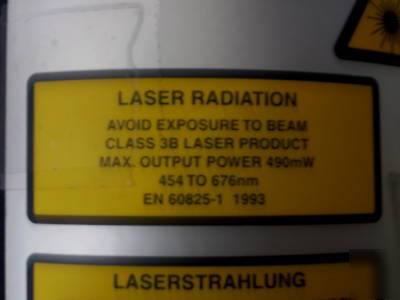 LASER RADIATION
AVOID EXPOSURE TO BEAM
CLASS 3B LASER PRODUCT
MAX. OUTPUT POWER 490mW
454 TO 676nm
EN 60825-1 1993
LASERSTRAHLUNG